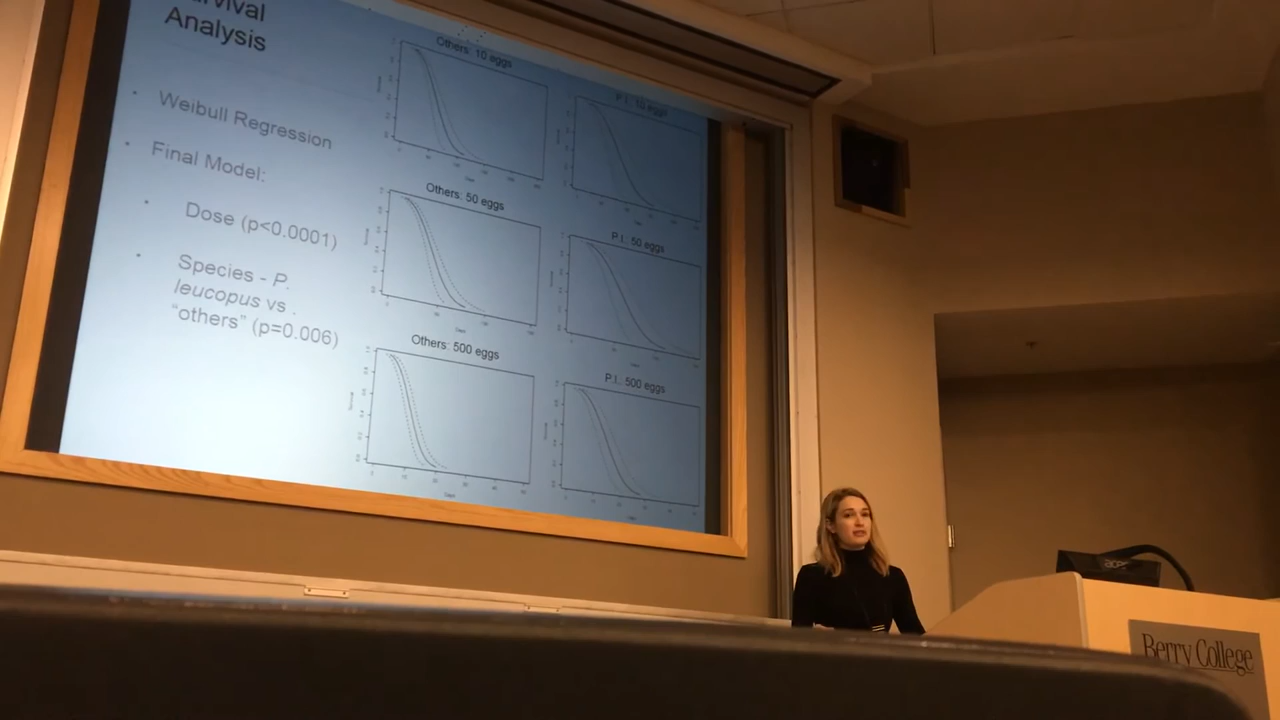 Analysis
Weibull Regression
Final Model:
Dose (p<0.0001)
Species - P.
leucopus vs .
"others" (p=0.006)
Others: 10 eggs
P.l.: 10 eggs
Others: 50 eggs
P.l.: 50 eggs
Others: 500 eggs
P.l.: 500 eggs
acer
Berry College